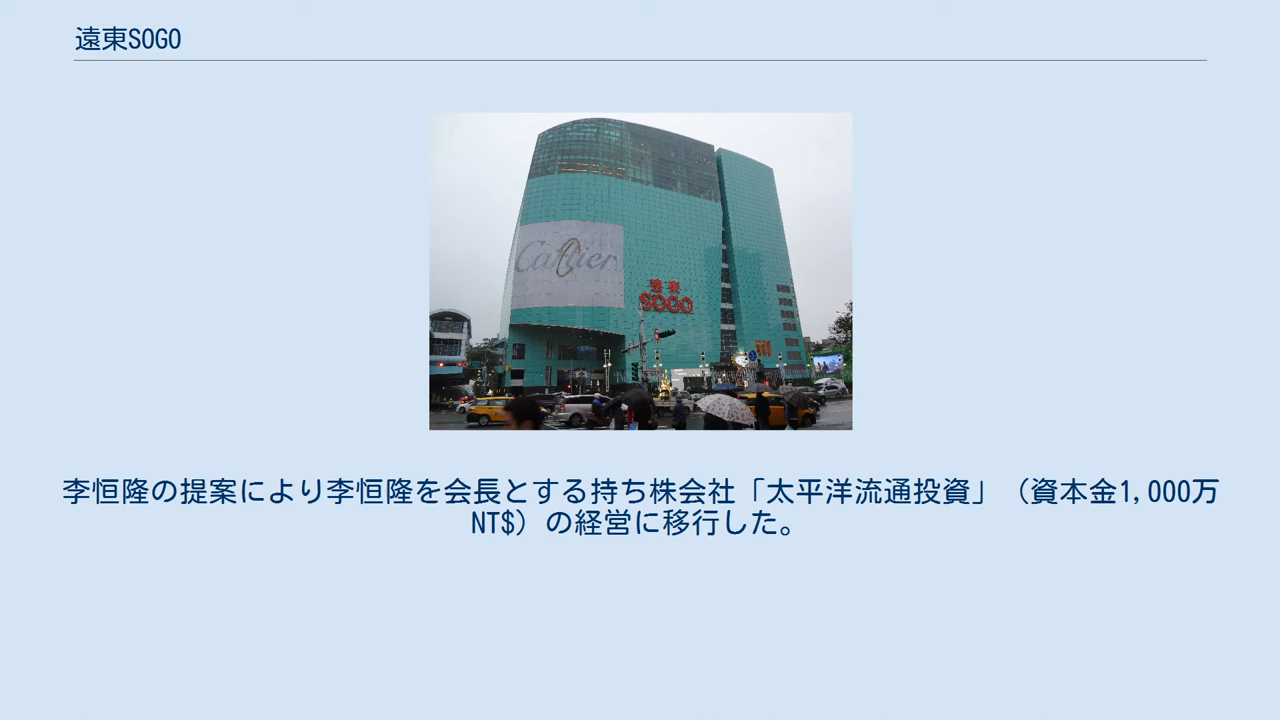 遠東SOGO
Cartier
遠東
SOGO
李恒隆の提案により李恒隆を会長とする持ち株会社「太平洋流通投資」（資本金1,000万
NT$）の経営に移行した。